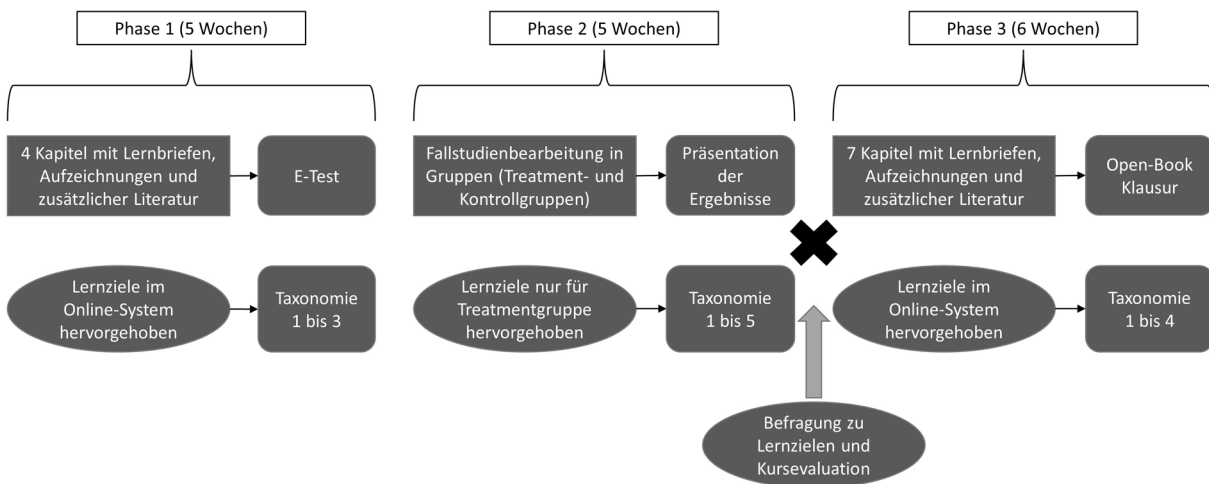 Phase 1 (5 Wochen)
Phase 2 (5 Wochen)
Phase 3 (6 Wochen)
4 Kapitel mit Lernbriefen,
Aufzeichnungen und
zusätzlicher Literatur
E-Test
Fallstudienbearbeitung in
Gruppen (Treatment- und
Kontrollgruppen)
Präsentation
der
Ergebnisse
7 Kapitel mit Lernbriefen,
Aufzeichnungen und
zusätzlicher Literatur
Open-Book
Klausur
Lernziele im
Online-System
hervorgehoben
Taxonomie
1 bis 3
Lernziele nur für
Treatmentgruppe
hervorgehoben
Taxonomie
1 bis 5
Lernziele im
Online-System
hervorgehoben
Taxonomie
1 bis 4
Befragung zu
Lernzielen und
Kursevaluation